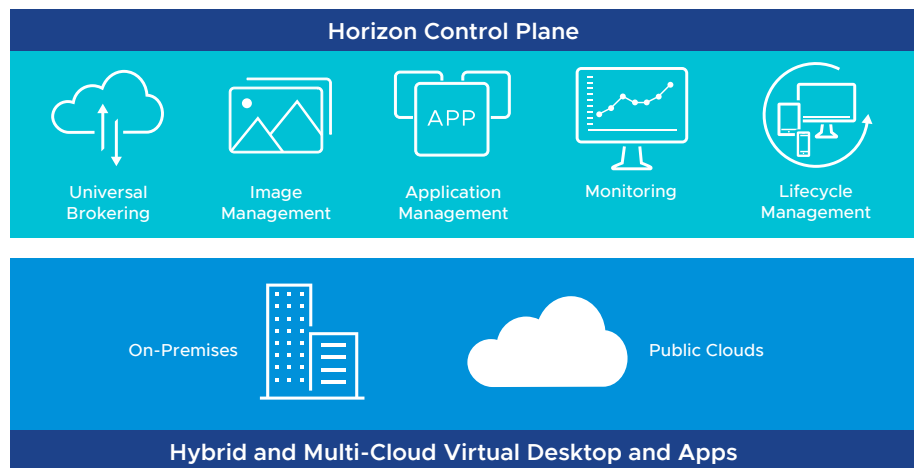 Horizon Control Plane
APP
Universal
Brokering
Image
Management
Application
Management
Monitoring
Lifecycle
Management
On-Premises
Public Clouds
Hybrid and Multi-Cloud Virtual Desktop and Apps